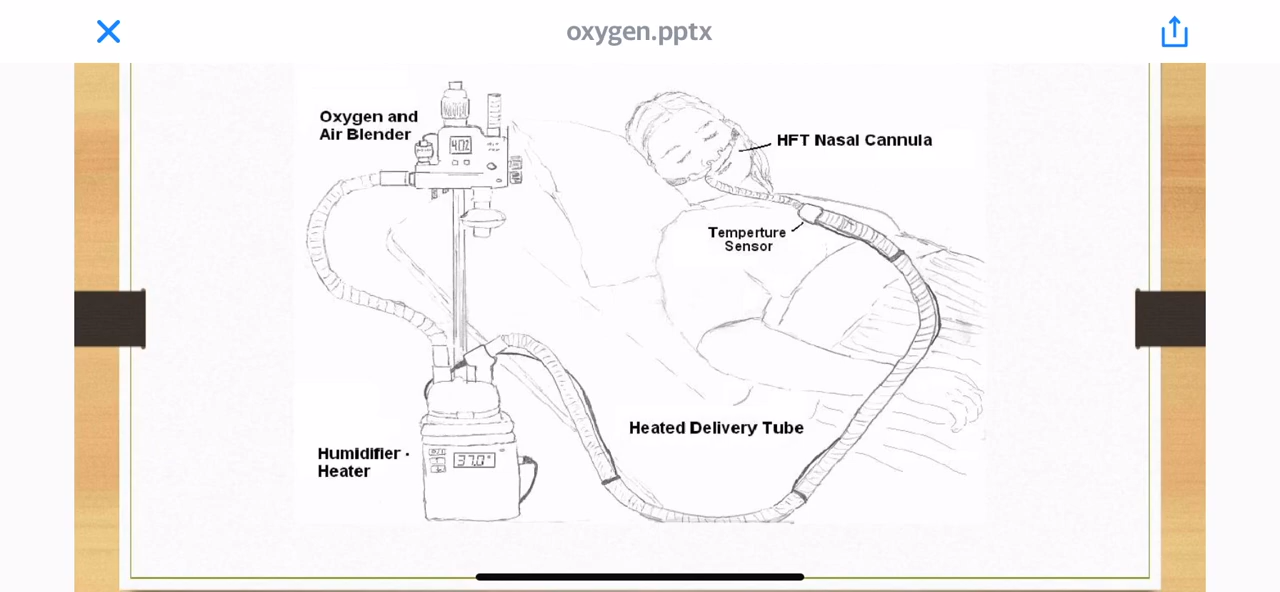 oxygen.pptx
Oxygen and
Air Blender
402
HFT Nasal Cannula
Temperture
Sensor
Heated Delivery Tube
Humidifier -
Heater
37.0°